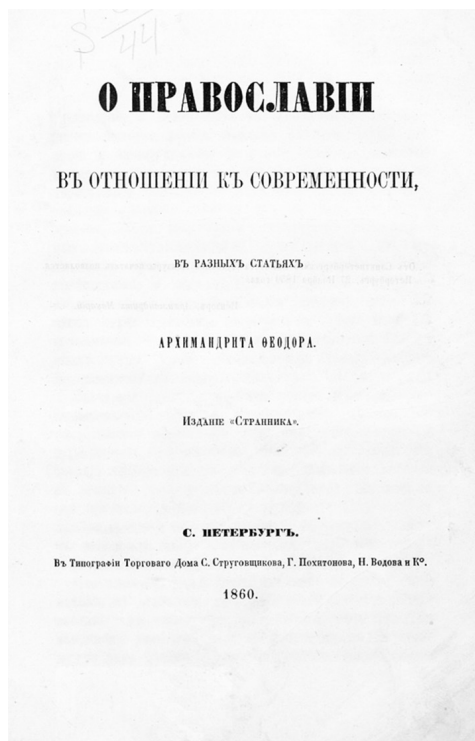 44
О ПРАВОСЛАВІИ
ВЪ ОТНОШЕНІИ КЪ СОВРЕМЕННОСТИ,
ВЪ РАЗНЫХЪ СТАТЬЯХЪ
АРХИМАНДРИТА ѲЕОДОРА.
ИЗДАНІЕ «СТРАННИКА».
С. ПЕТЕРБУРГЪ.
Въ Типографіи Торговаго Дома С. Струговщикова, Г. Похитонова, Н. Водова и Ко.
1860.